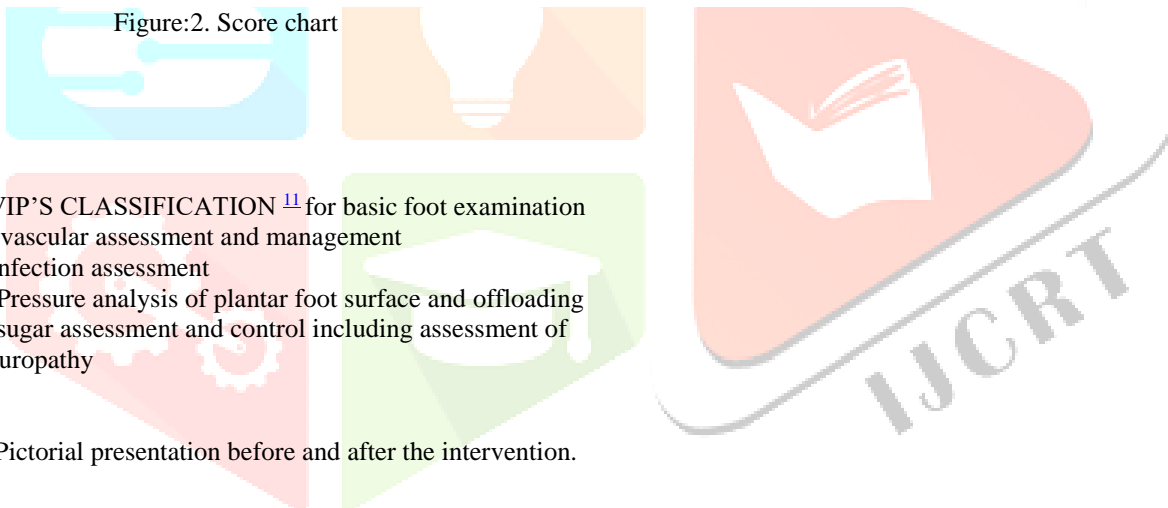 Figure:2. Score chart
VIP'S CLASSIFICATION 11 for basic foot examination
vascular assessment and management
nfection assessment
Pressure analysis of plantar foot surface and offloading
sugar assessment and control including assessment of
uropathy
Pictorial presentation before and after the intervention.
IJCRT